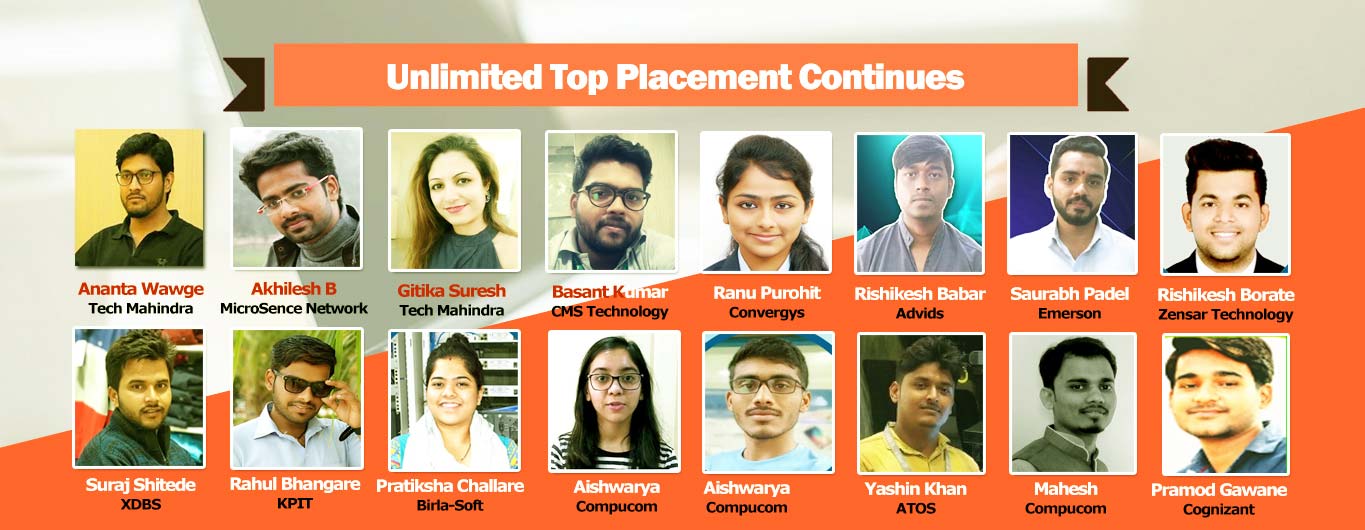 Unlimited Top Placement Continues
Ananta Wawge
Tech Mahindra
Akhilesh B
MicroSence Network
Gitika Suresh
Tech Mahindra
Basant Kumar
CMS Technology
Ranu Purohit
Convergys
Rishikesh Babar
Advids
Saurabh Padel
Emerson
Rishikesh Borate
Zensar Technology
Suraj Shitede
XDBS
Rahul Bhangare
KPIT
Pratiksha Challare
Birla-Soft
Aishwarya
Compucom
Aishwarya
Compucom
Yashin Khan
ATOS
Mahesh
Compucom
Pramod Gawane
Cognizant